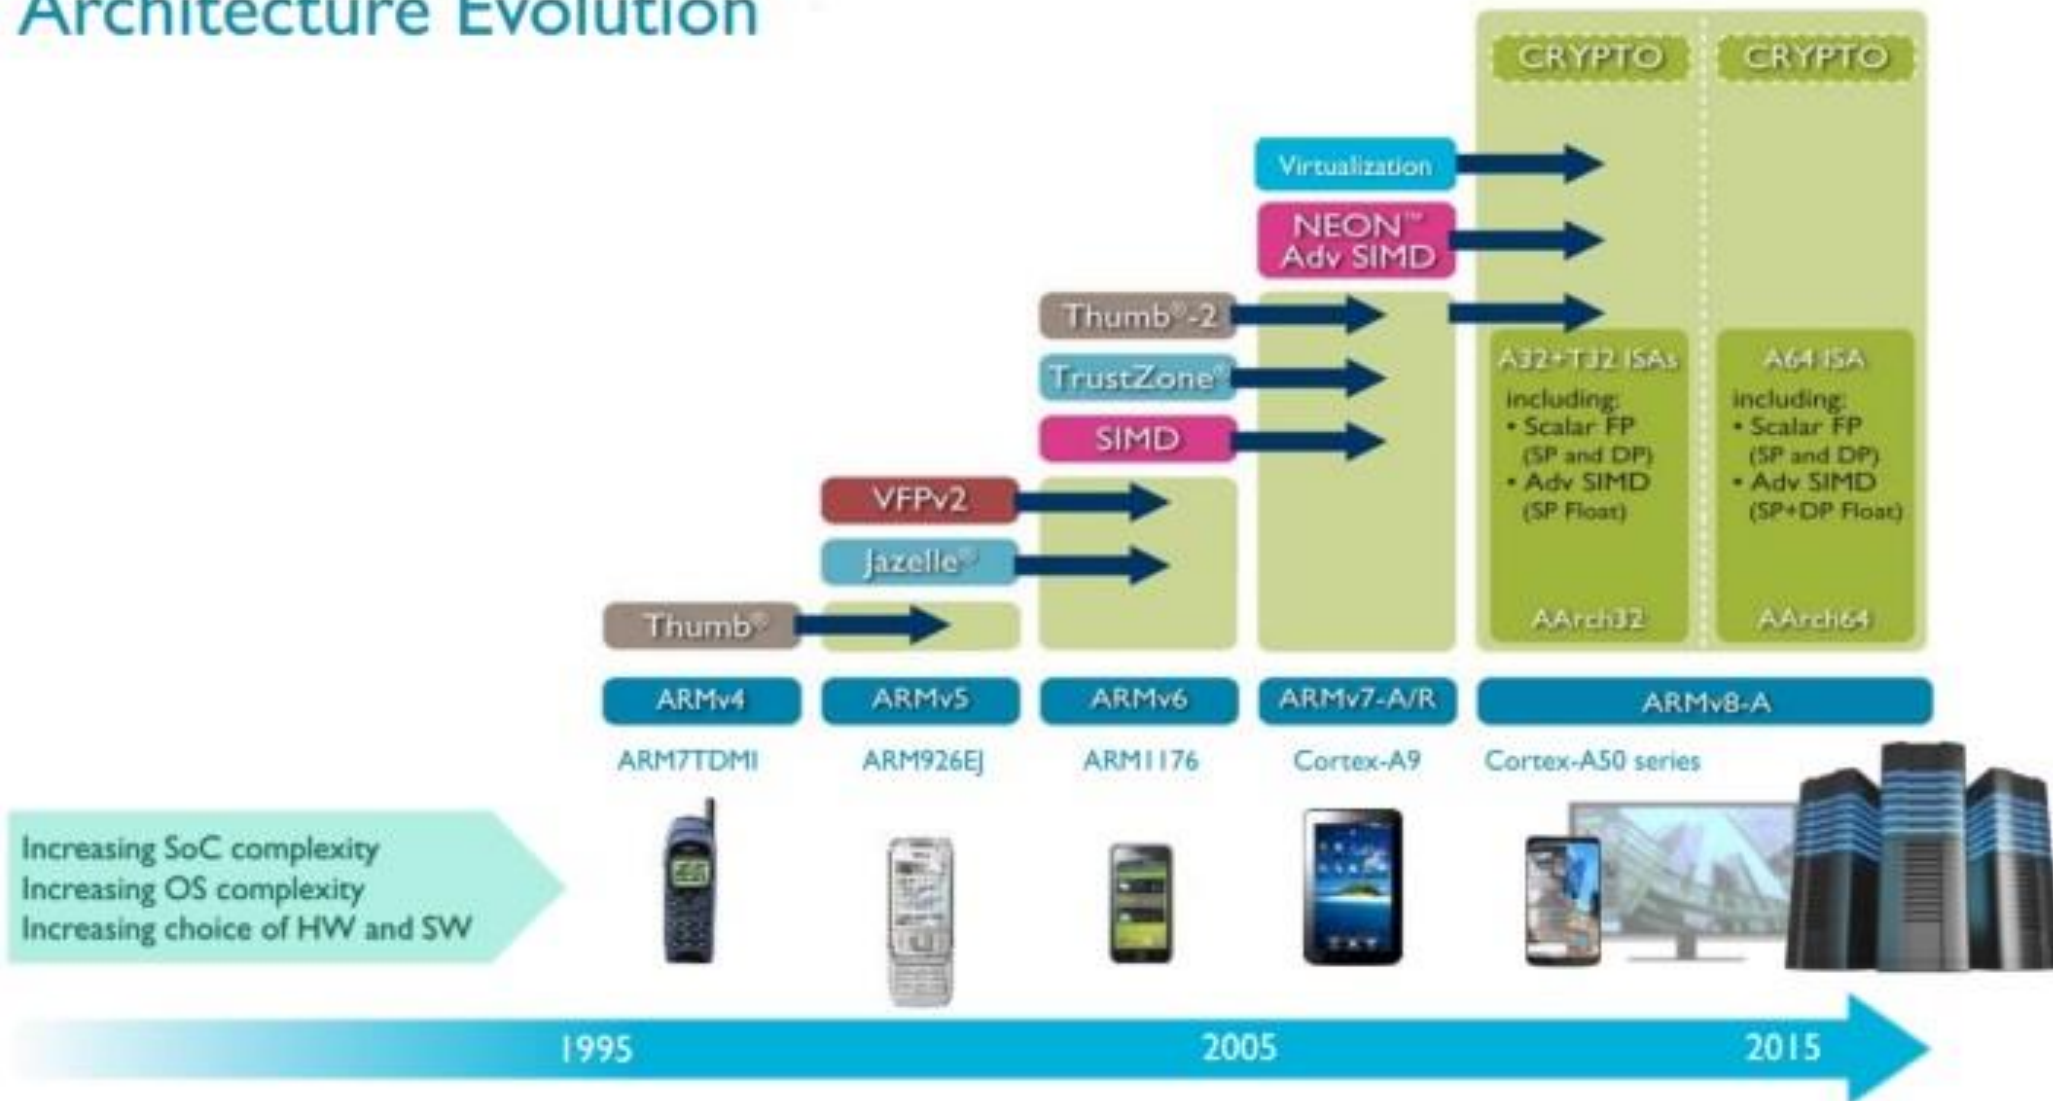 Architecture Evolution
CRYPTO
CRYPTO
Virtualization
NEON™
Adv SIMD
Thumb®-2
TrustZone®
SIMD
VFPv2
Jazelle®
Thumb®
A32+T32 ISAs
including:
• Scalar FP
(SP and DP)
• Adv SIMD
(SP Float)
AArch32
A64 ISA
including:
• Scalar FP
(SP and DP)
• Adv SIMD
(SP+DP Float)
AArch64
ARMv4
ARMv5
ARMv6
ARMv7-A/R
ARMv8-A
ARM7TDMI
ARM926EJ
ARM1176
Cortex-A9
Cortex-A50 series
Increasing SoC complexity
Increasing OS complexity
Increasing choice of HW and SW
1995
2005
2015